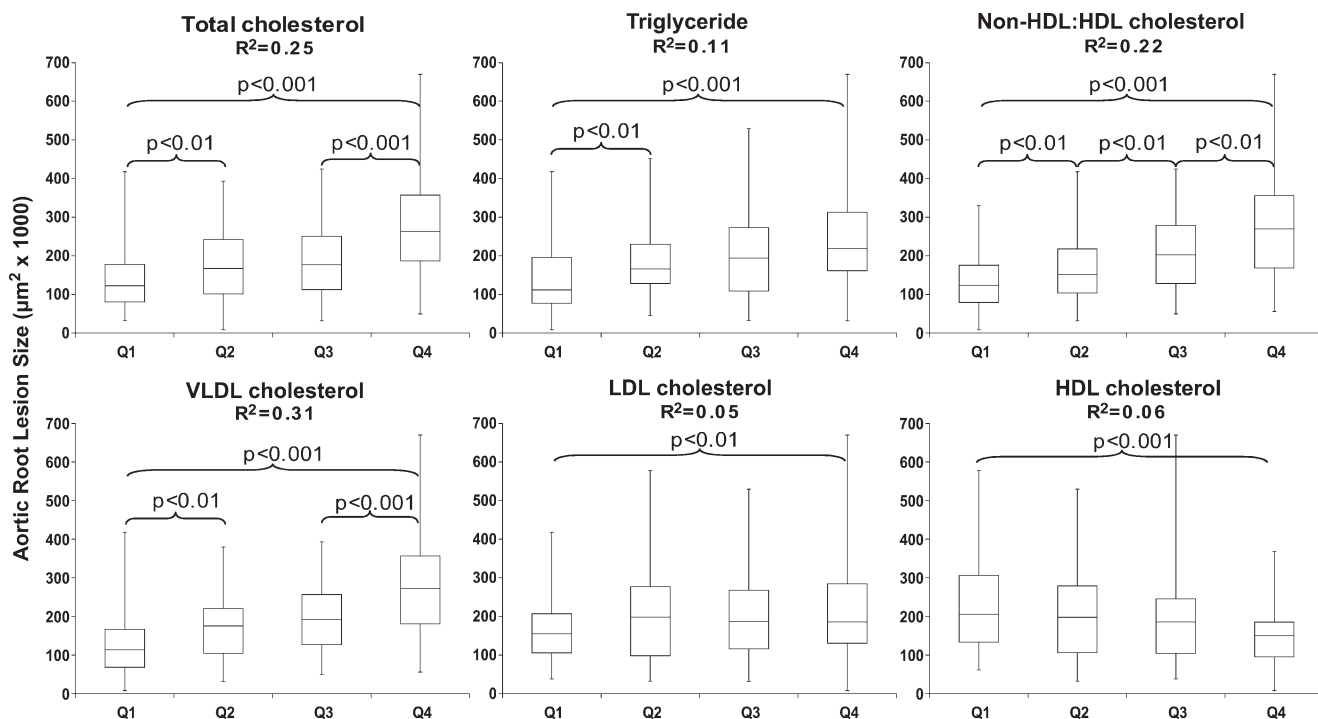 Total cholesterol
R²=0.25
700
600
500
400
300
200
100
0
p<0.001
p<0.01
p<0.001
Q1 Q2 Q3 Q4
Triglyceride
R²=0.11
700
600
500
400
300
200
100
0
p<0.001
p<0.01
Q1 Q2 Q3 Q4
Non-HDL:HDL cholesterol
R²=0.22
700
600
500
400
300
200
100
0
p<0.001
p<0.01 p<0.01 p<0.01
Q1 Q2 Q3 Q4
Aortic Root Lesion Size (µm² x 1000)
VLDL cholesterol
R²=0.31
700
600
500
400
300
200
100
0
p<0.001
p<0.01
p<0.001
Q1 Q2 Q3 Q4
LDL cholesterol
R²=0.05
700
600
500
400
300
200
100
0
p<0.01
Q1 Q2 Q3 Q4
HDL cholesterol
R²=0.06
700
600
500
400
300
200
100
0
p<0.001
Q1 Q2 Q3 Q4